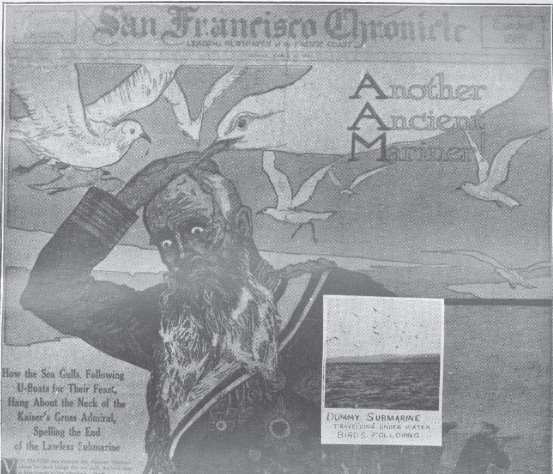 San Francisco Chronicle
LEADING NEWSPAPER of the PACIFIC COAST
Another
Ancient
Mariner
How the Sea Gulls, Following
U-Boats for Their Feast,
Hang About the Neck of the
Kaiser's Gross Admiral,
Spelling the End
of the Lawless Submarine
DUMMY SUBMARINE
TRAVELLING UNDER WATER
BIRDS FOLLOWING